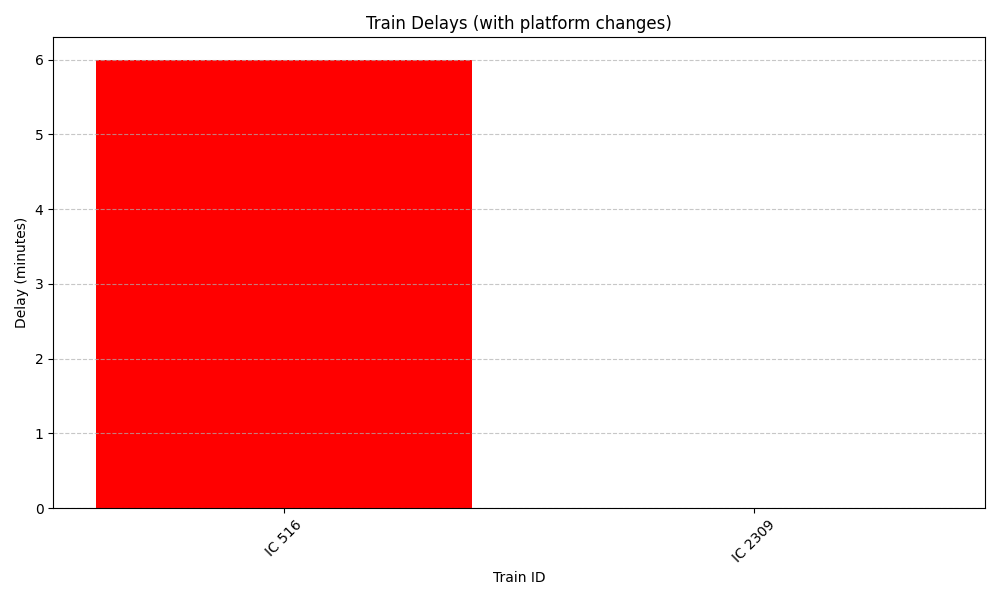 Train Delays (with platform changes)
Delay (minutes)
6
5
4
3
2
1
0
IC 516
IC 2309
Train ID